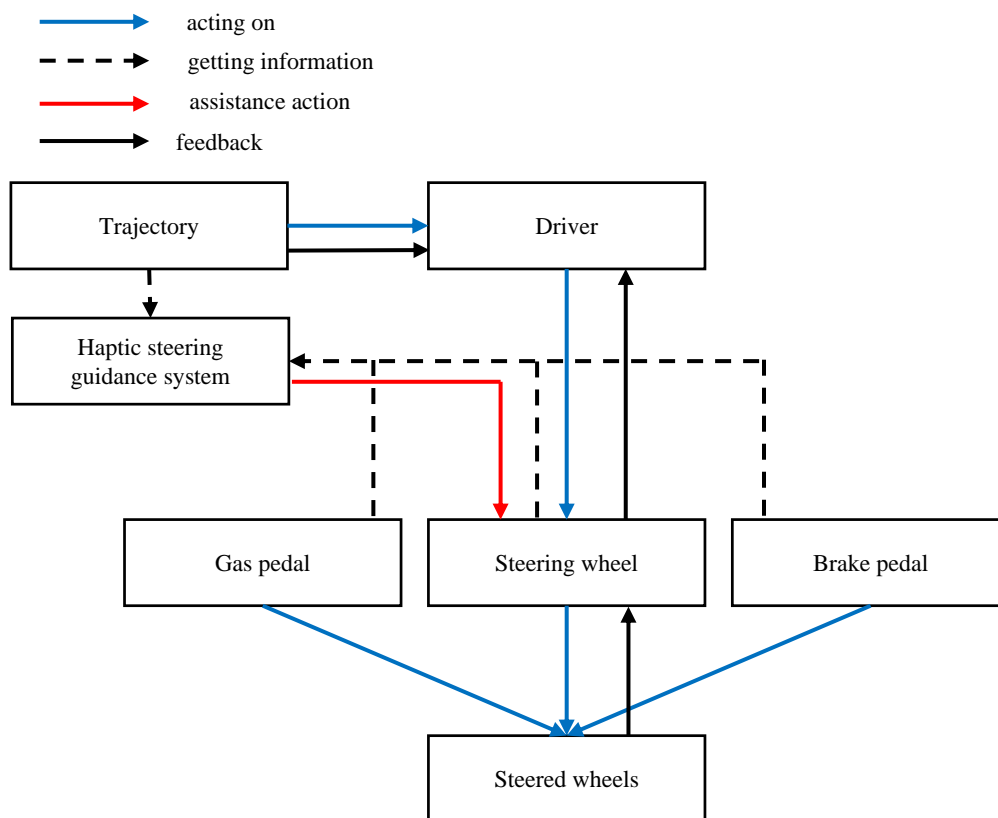 acting on
getting information
assistance action
feedback
Trajectory
Driver
Haptic steering
guidance system
Gas pedal
Steering wheel
Brake pedal
Steered wheels